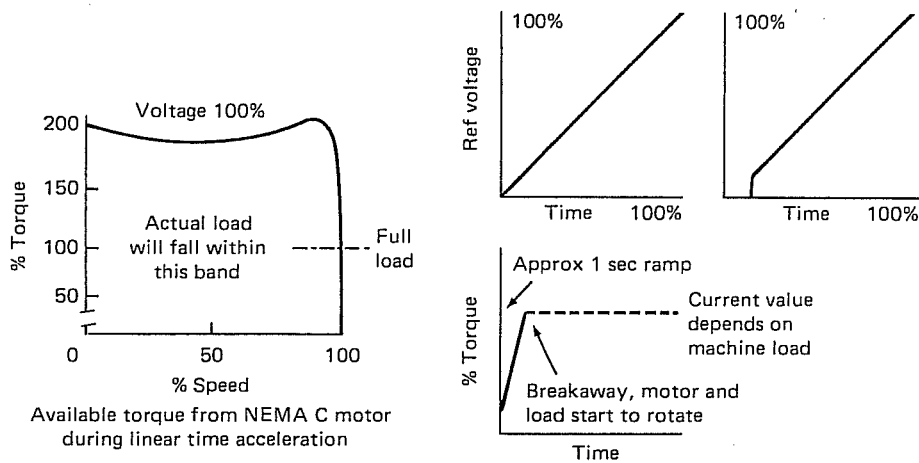 Voltage 100%
200
150
100
50
0
50
100
% Torque
Actual load
will fall within
this band
Full
load
% Speed
Available torque from NEMA C motor
during linear time acceleration
100%
Ref voltage
Time
100%
100%
Time
100%
Approx 1 sec ramp
% Torque
Current value
depends on
machine load
Breakaway, motor and
load start to rotate
Time